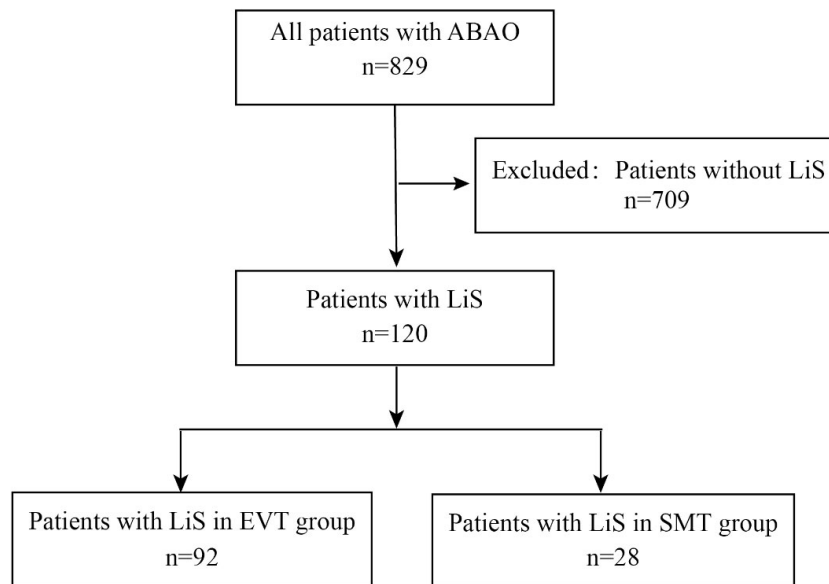 All patients with ABAO
n=829
Excluded： Patients without LiS
n=709
Patients with LiS
n=120
Patients with LiS in EVT group
n=92
Patients with LiS in SMT group
n=28